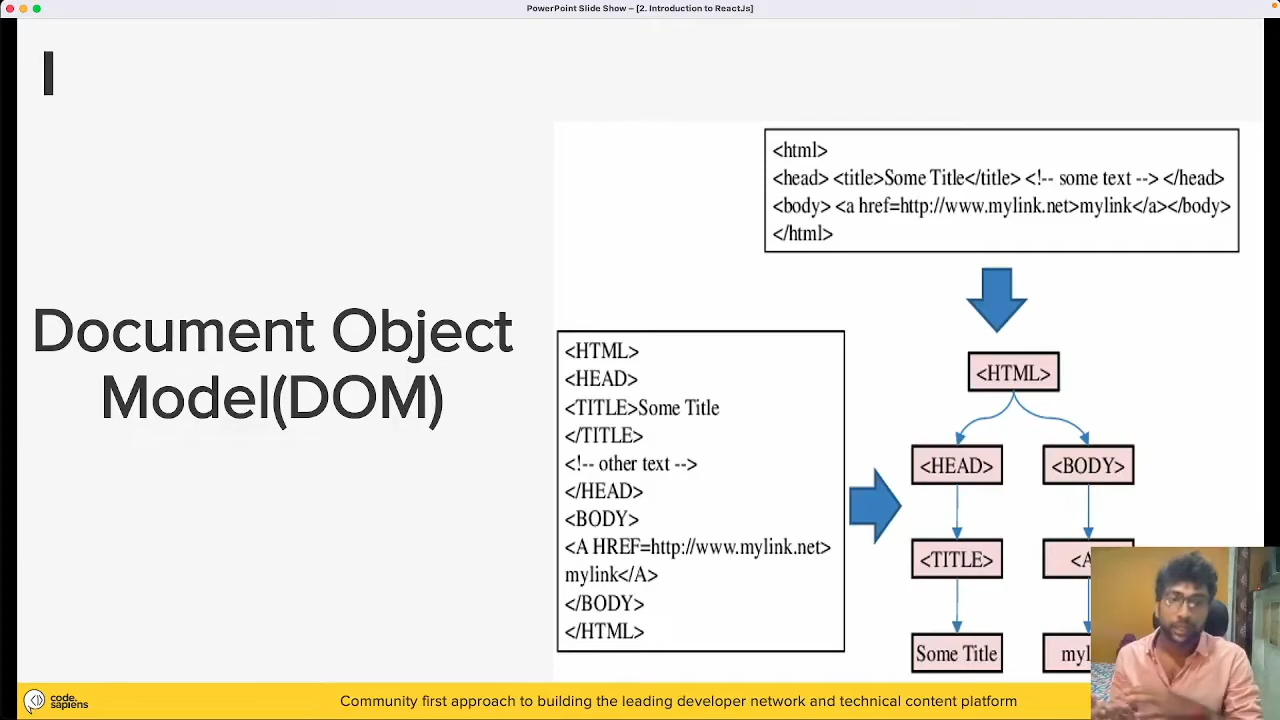 PowerPoint Slide Show – [2. Introduction to ReactJs]
Document Object
Model(DOM)
<html>
<head> <title>Some Title</title> <!-- some text --> </head>
<body> <a href=http://www.mylink.net>mylink</a></body>
</html>
<HTML>
<HEAD>
<TITLE>Some Title
</TITLE>
<!-- other text -->
</HEAD>
<BODY>
<A HREF=http://www.mylink.net>
mylink</A>
</BODY>
</HTML>
<HTML>
<HEAD> <BODY>
<TITLE> <A
Some Title myl
code.
sapiens
Community first approach to building the leading developer network and technical content platform